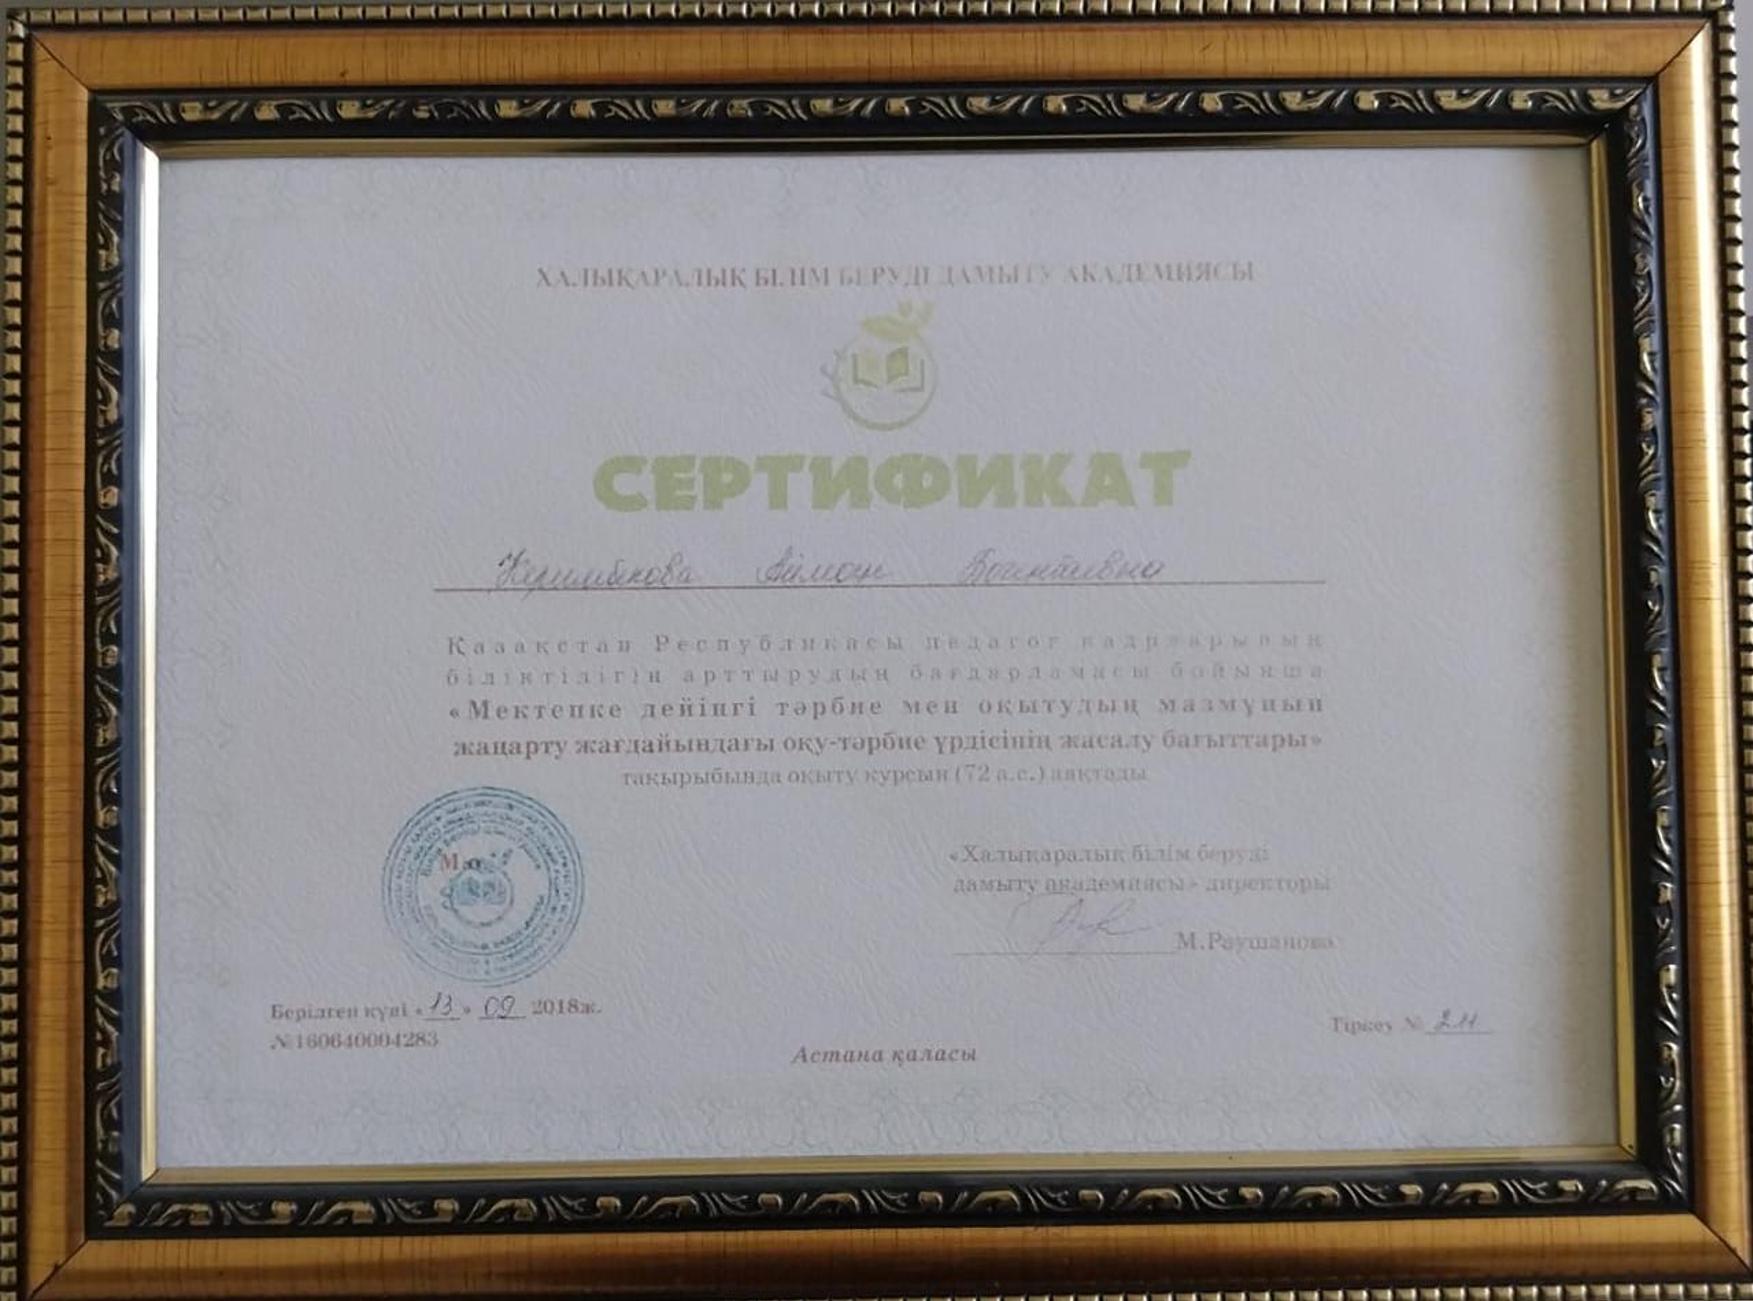 ХАЛЫҚАРАЛЫҚ БІЛІМ БЕРУДІ ДАМЫТУ АКАДЕМИЯСЫ
СЕРТИФИКАТ
Айман
Қазақстан Республикасы педагог кадрларының
біліктілігін арттырудың бағдарламасы бойынша
«Мектепке дейінгі тәрбие мен оқытудың мазмұнын
жаңарту жағдайындағы оқу-тәрбие үрдісінің жасалу бағыттары»
тақырыбында оқыту курсын (72 а.с.) аяқтады
М.о
«Халықаралық білім беруді
дамыту академиясы» директоры
М.Раушанова
Берілген күні «13» 09 2018ж.
№160640004283
Тіркеу №
Астана қаласы